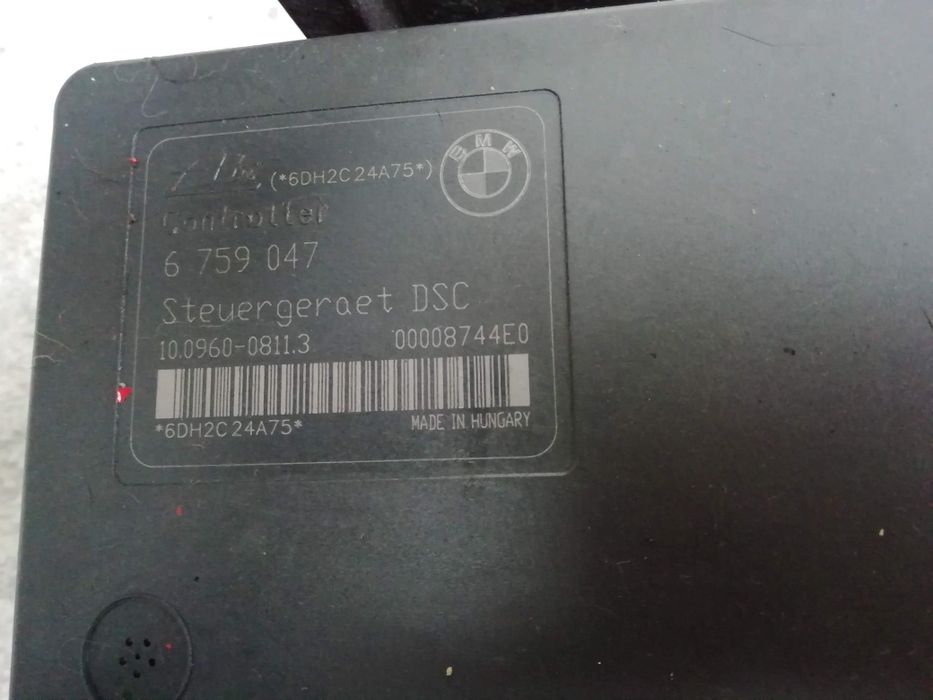 BMW
(*6DH2C24A75*)
Controller
6 759 047
Steuergeraet DSC
10.0960-0811.3 00008744E0
*6DH2C24A75*
MADE IN HUNGARY